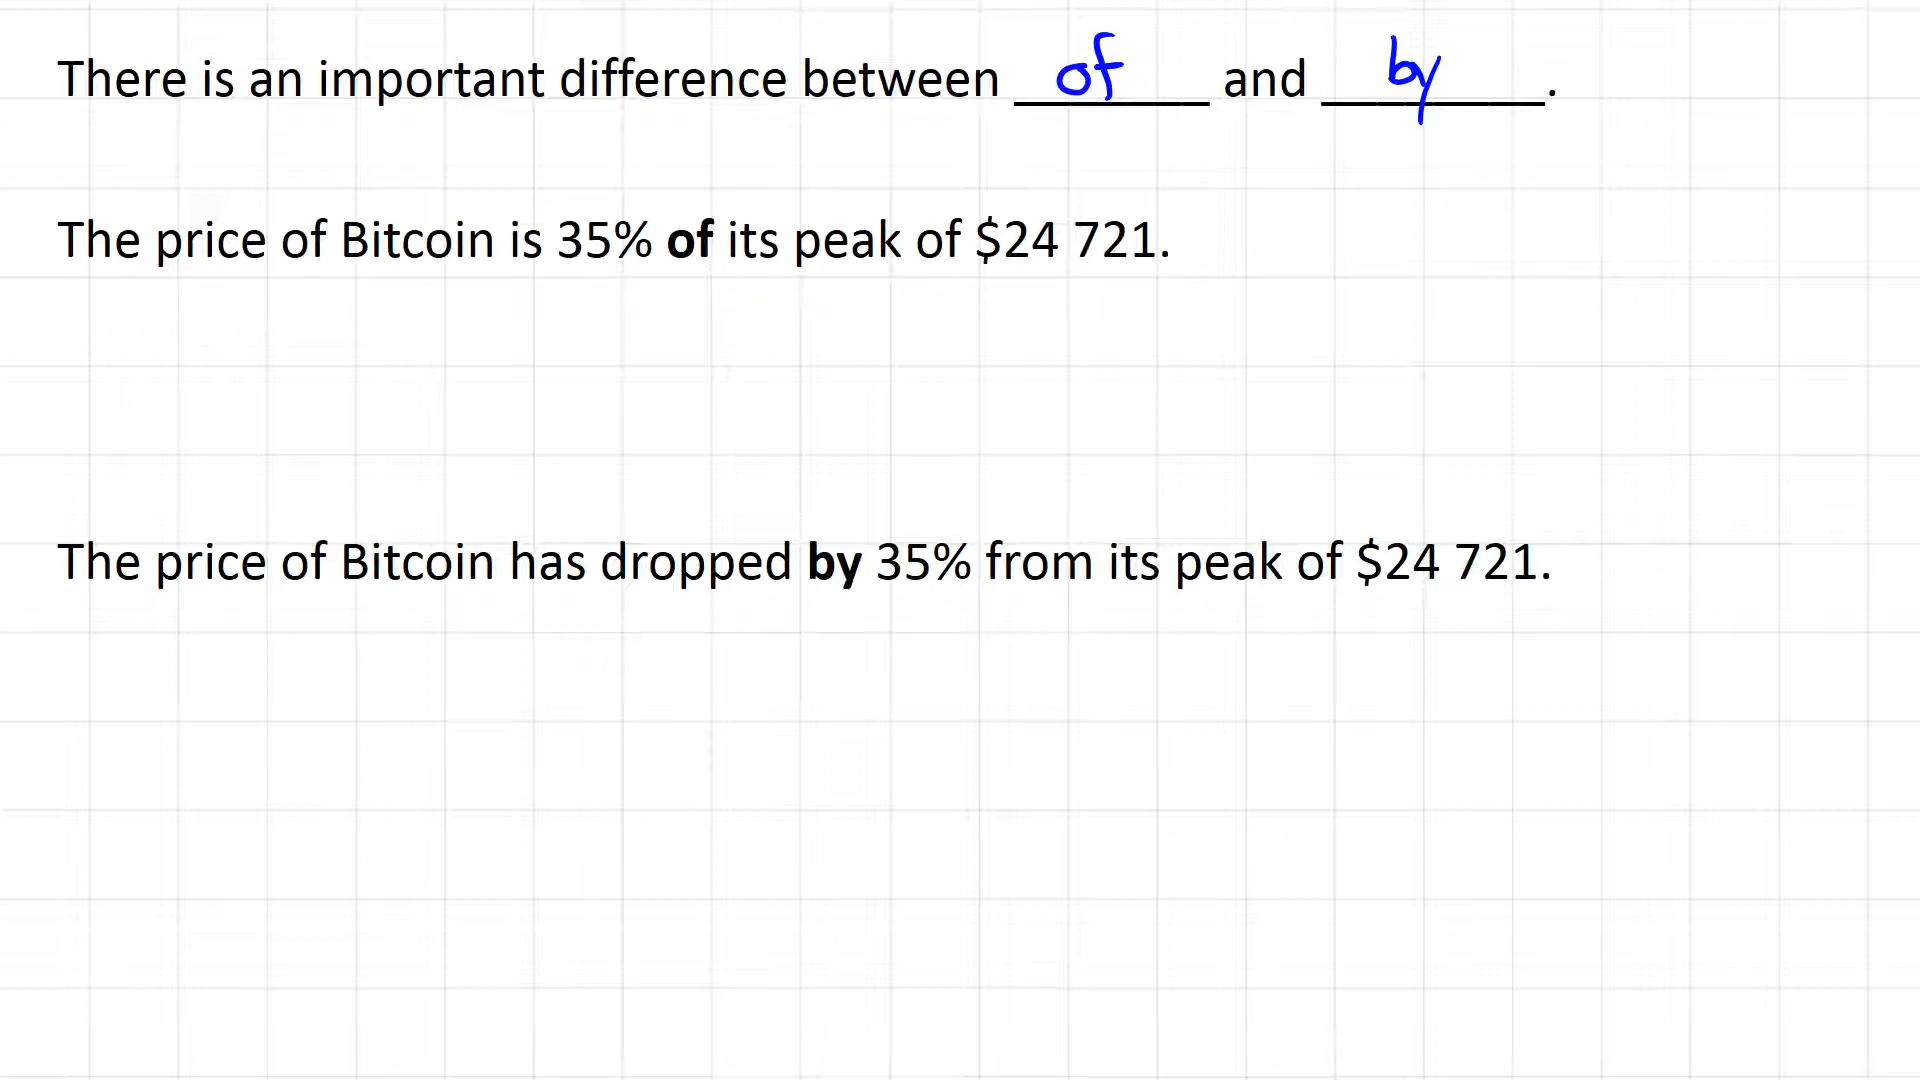 There is an important difference between of and by.
The price of Bitcoin is 35% of its peak of $24 721.
The price of Bitcoin has dropped by 35% from its peak of $24 721.